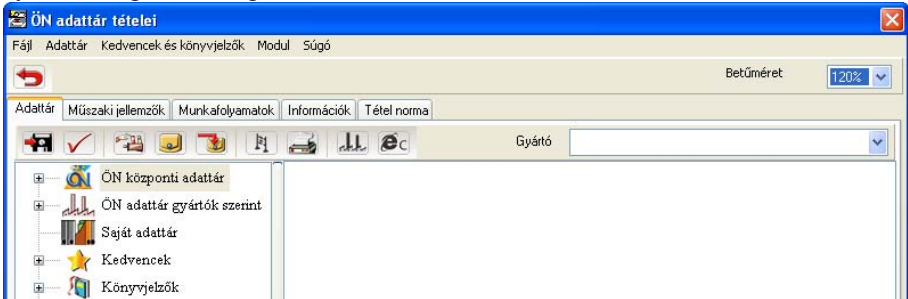 ÖN adattár tételei
Fájl Adattár Kedvencek és könyvjelzők Modul Súgó
Betűméret 120%
Adattár Műszaki jellemzők Munkafolyamatok Információk Tétel norma
Gyártó
ÖN központi adattár
ÖN adattár gyártók szerint
Saját adattár
Kedvencek
Könyvjelzők